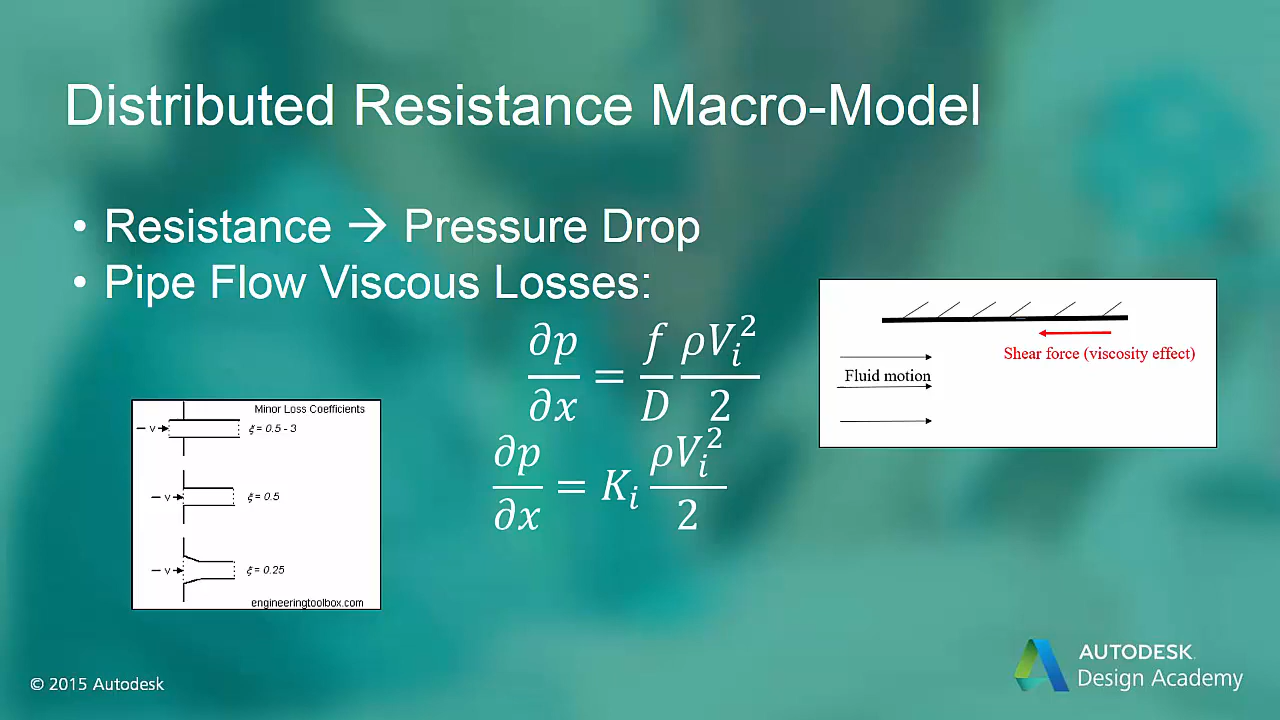 Distributed Resistance Macro-Model
• Resistance → Pressure Drop
• Pipe Flow Viscous Losses:
∂p/∂x = f/D ρV_i^2/2
∂p/∂x = K_i ρV_i^2/2
Shear force (viscosity effect)
Fluid motion
Minor Loss Coefficients
v ξ = 0.5 - 3
v ξ = 0.5
v ξ = 0.25
engineeringtoolbox.com
© 2015 Autodesk
AUTODESK.
Design Academy